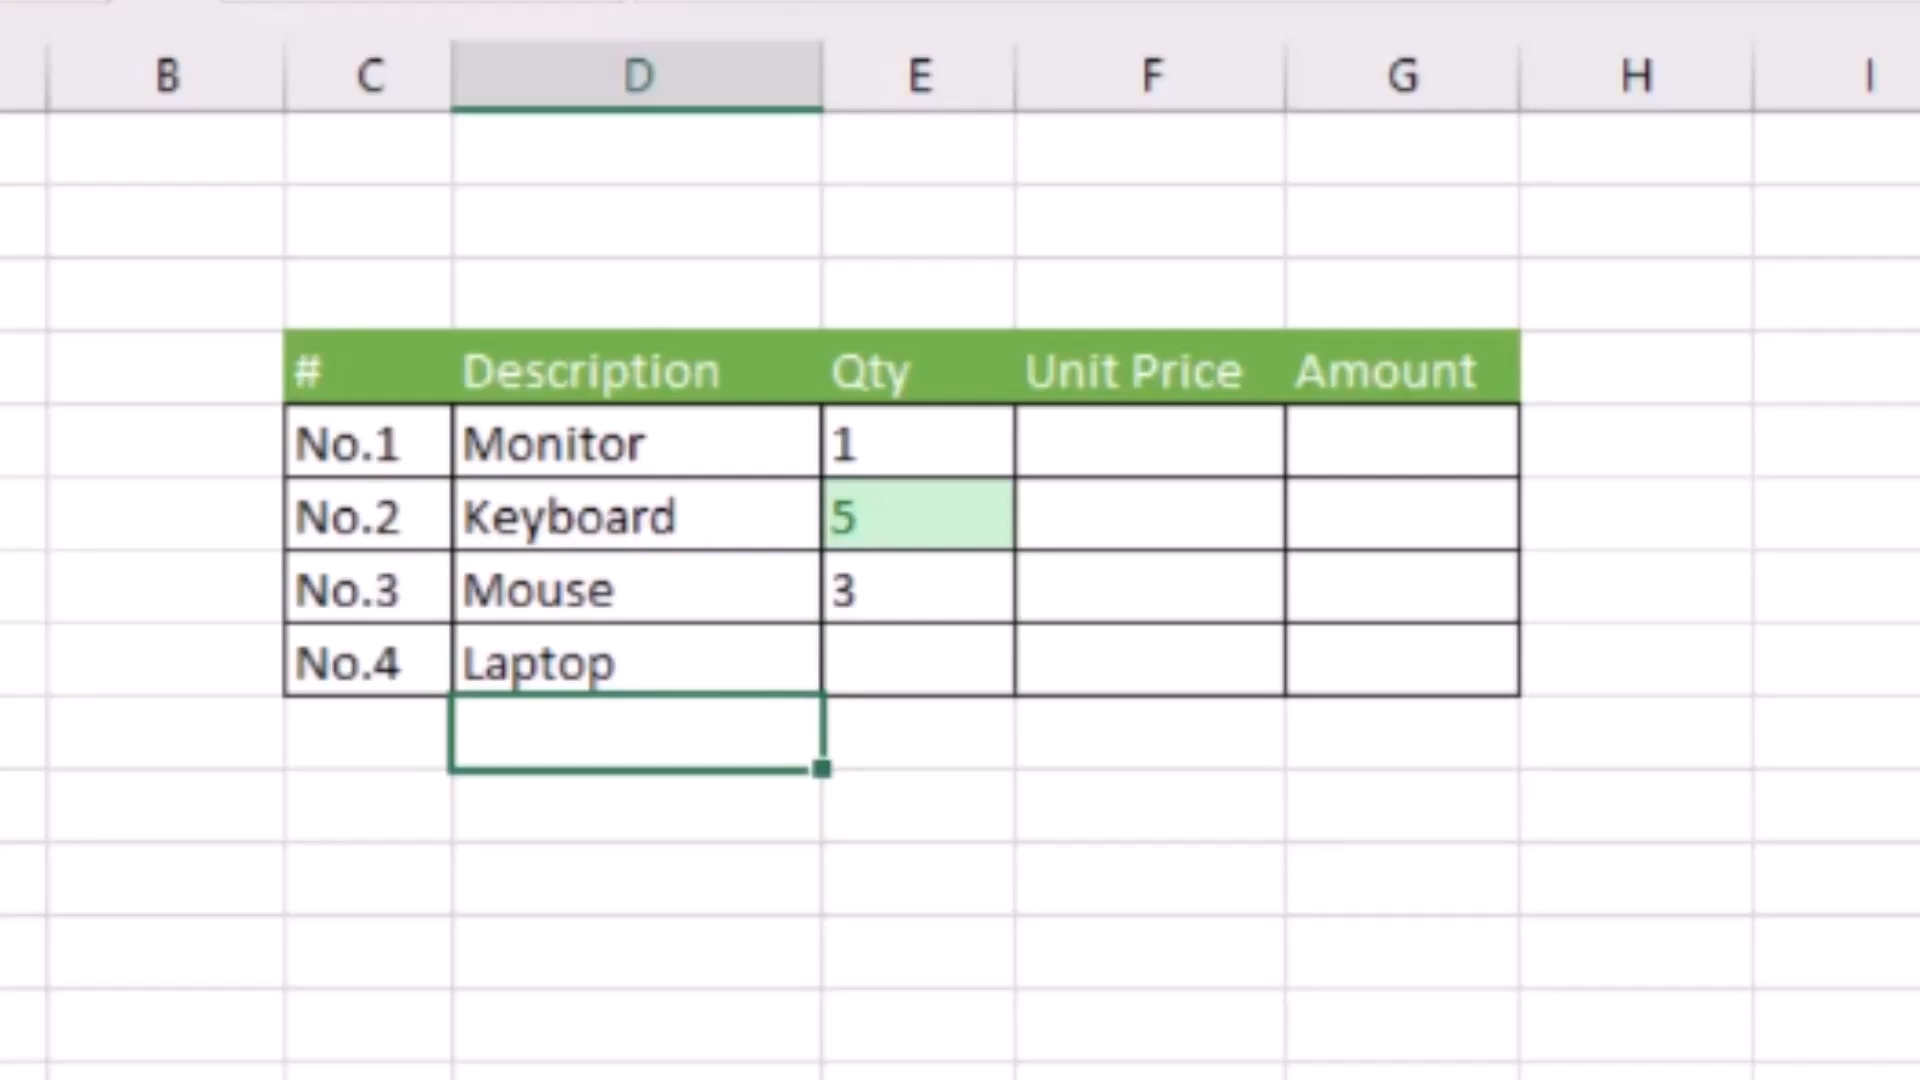 B C D E F G H I
# Description Qty Unit Price Amount
No.1 Monitor 1
No.2 Keyboard 5
No.3 Mouse 3
No.4 Laptop